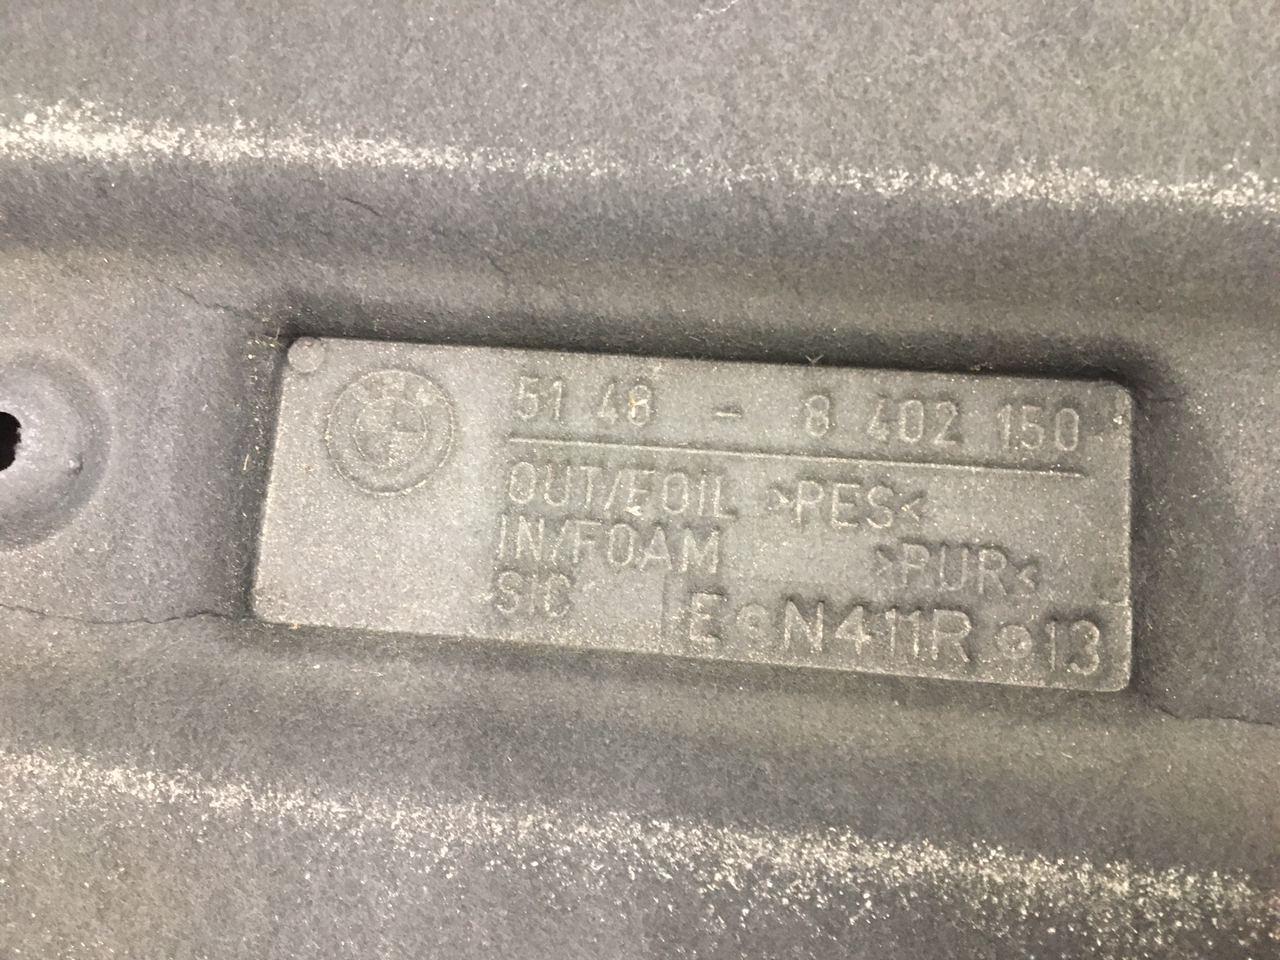 51 48 - 8 402 150
OUT/FOIL >PES<
IN/FOAM >PUR<
SIC E N411R 13